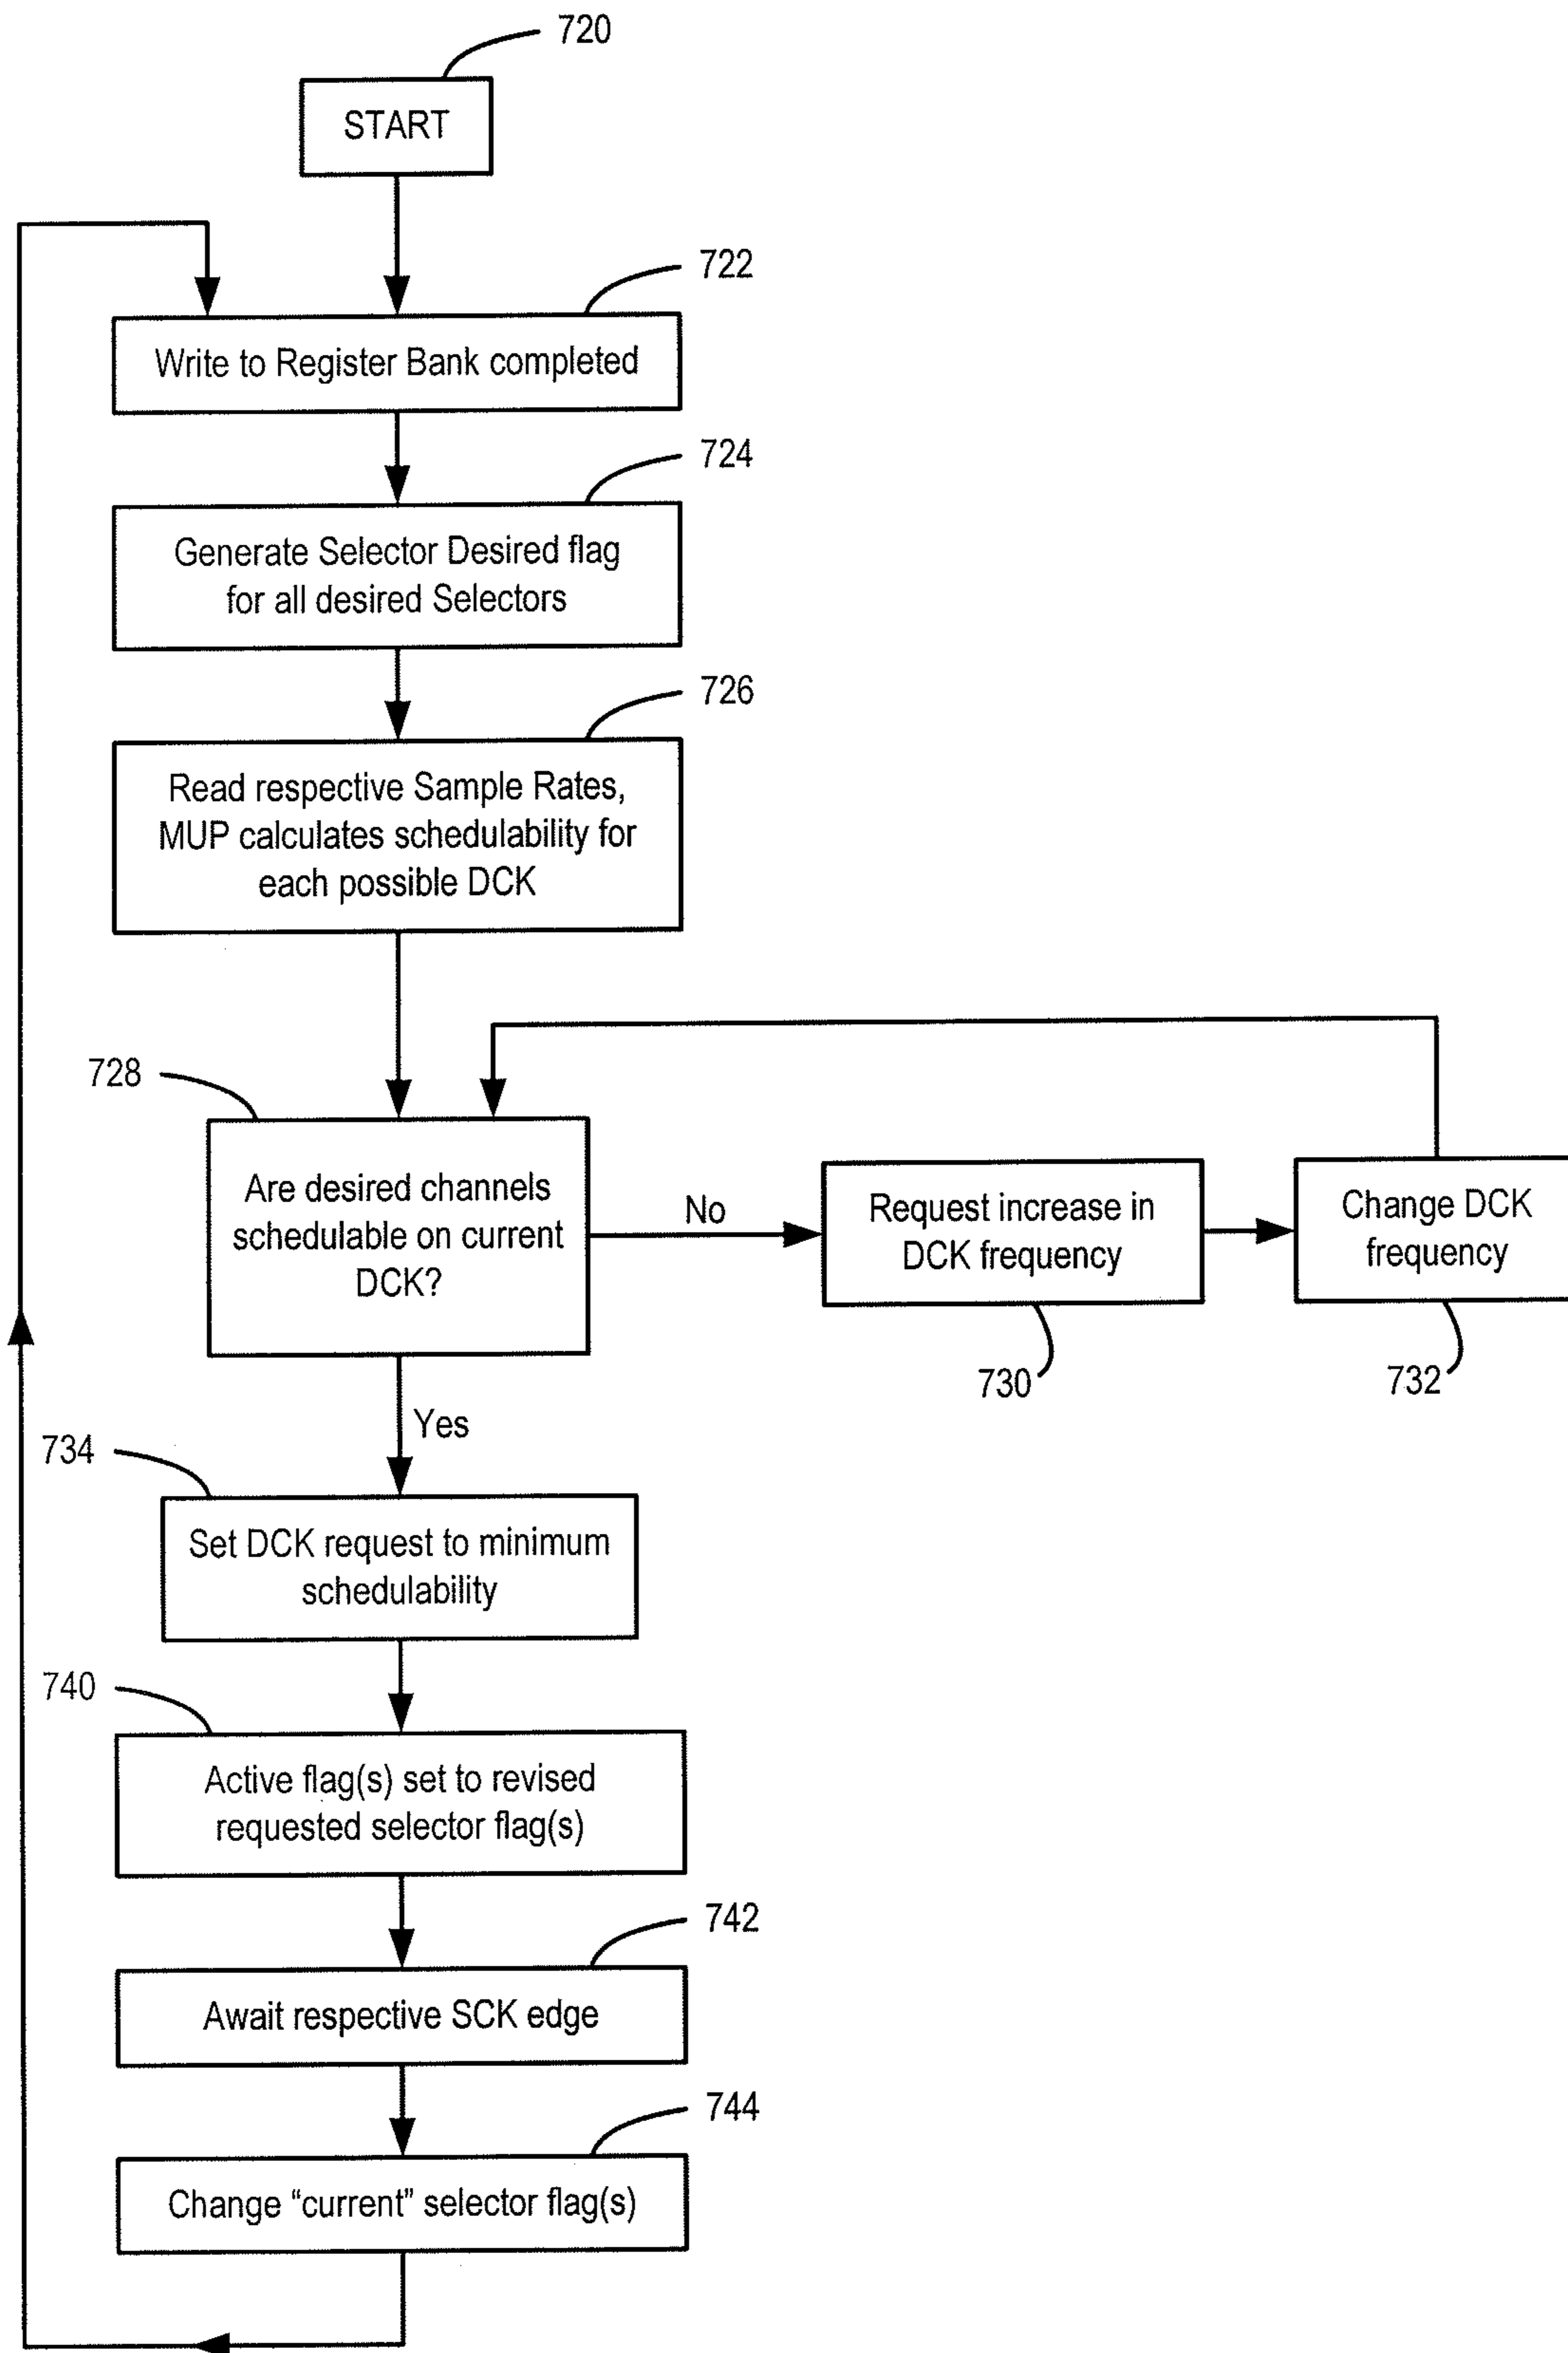 720
START
722
Write to Register Bank completed
724
Generate Selector Desired flag
for all desired Selectors
726
Read respective Sample Rates,
MUP calculates schedulability for
each possible DCK
728
Are desired channels
schedulable on current
DCK?
No
Request increase in
DCK frequency
730
Change DCK
frequency
732
Yes
734
Set DCK request to minimum
schedulability
740
Active flag(s) set to revised
requested selector flag(s)
742
Await respective SCK edge
744
Change “current” selector flag(s)